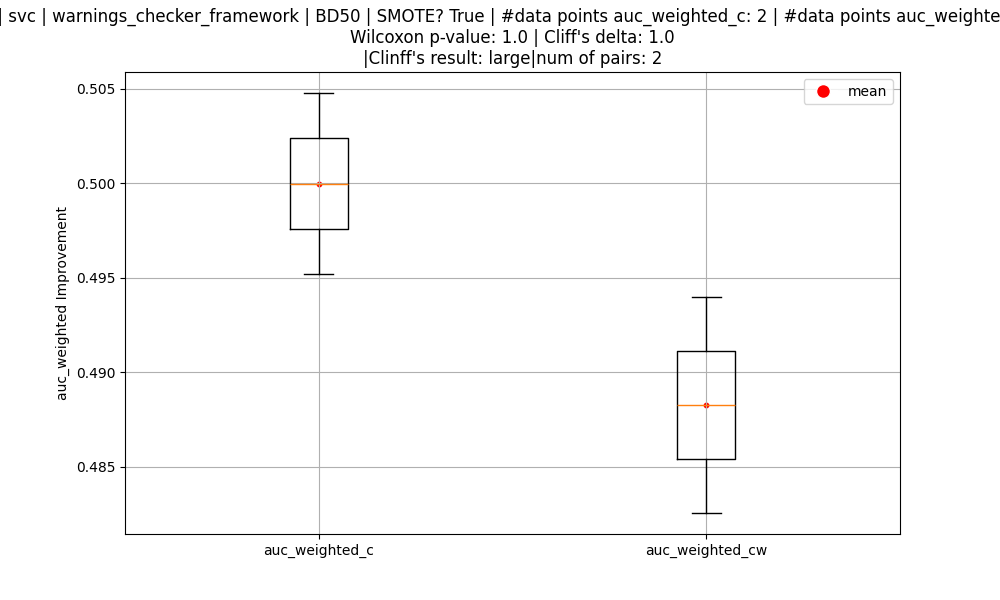 | svc | warnings_checker_framework | BD50 | SMOTE? True | #data points auc_weighted_c: 2 | #data points auc_weighte
Wilcoxon p-value: 1.0 | Cliff's delta: 1.0
|Clinff's result: large|num of pairs: 2
mean
0.505
0.500
0.495
0.490
0.485
auc_weighted Improvement
auc_weighted_c
auc_weighted_cw